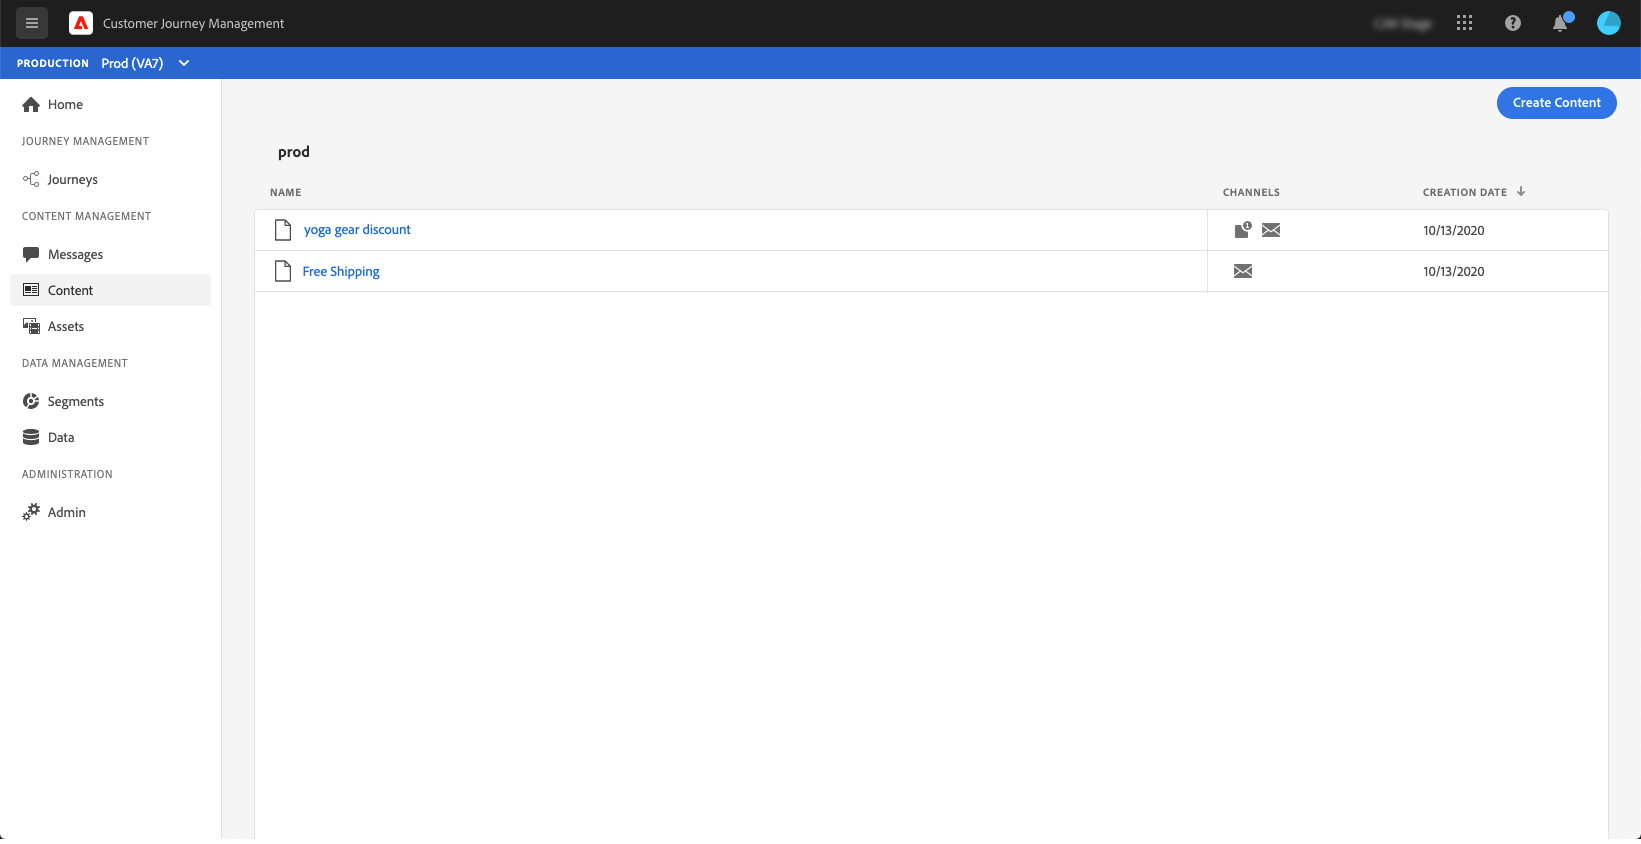 Customer Journey Management
PRODUCTION Prod (VA7)
Home
JOURNEY MANAGEMENT
Journeys
CONTENT MANAGEMENT
Messages
Content
Assets
DATA MANAGEMENT
Segments
Data
ADMINISTRATION
Admin
Create Content
prod
NAME CHANNELS CREATION DATE
yoga gear discount 1 10/13/2020
Free Shipping 10/13/2020